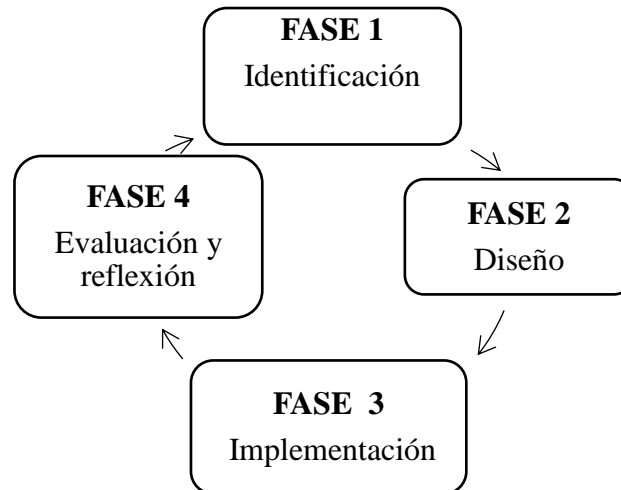 FASE 1
Identificación
FASE 2
Diseño
FASE  3
Implementación
FASE 4
Evaluación y
reflexión